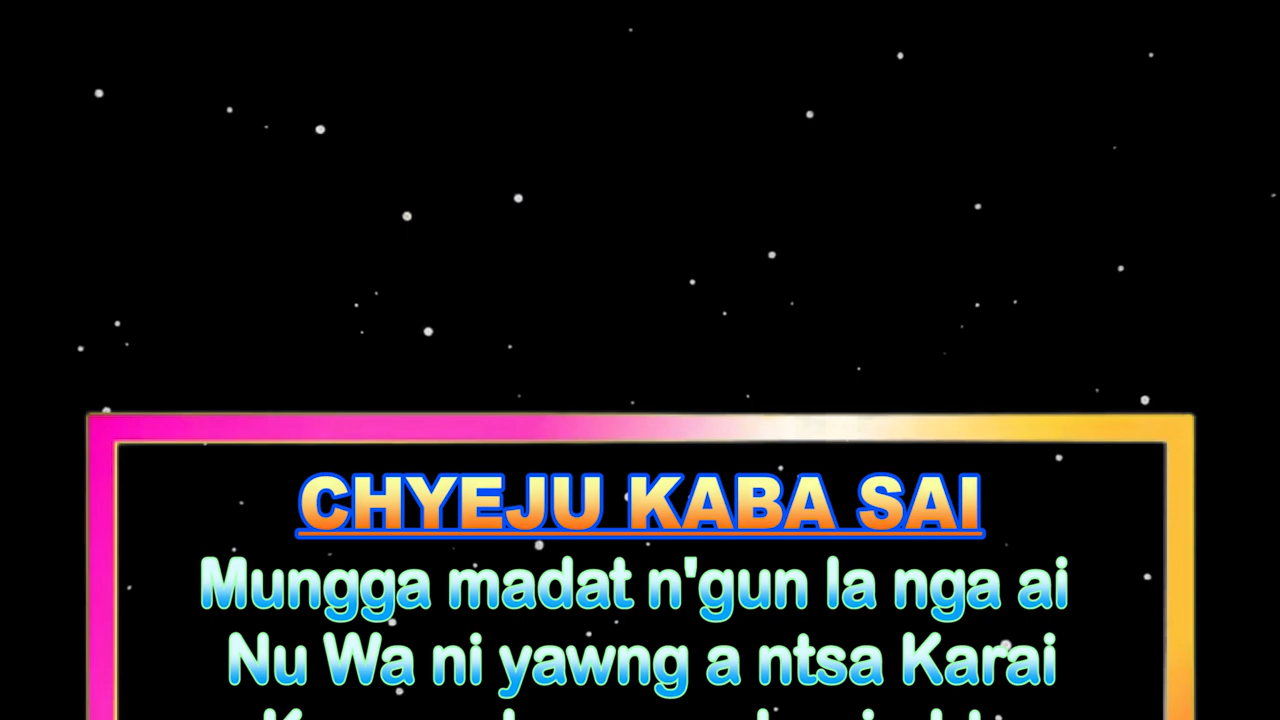 CHYEJU KABA SAI
Mungga madat n'gun la nga ai
Nu Wa ni yawng a ntsa Karai